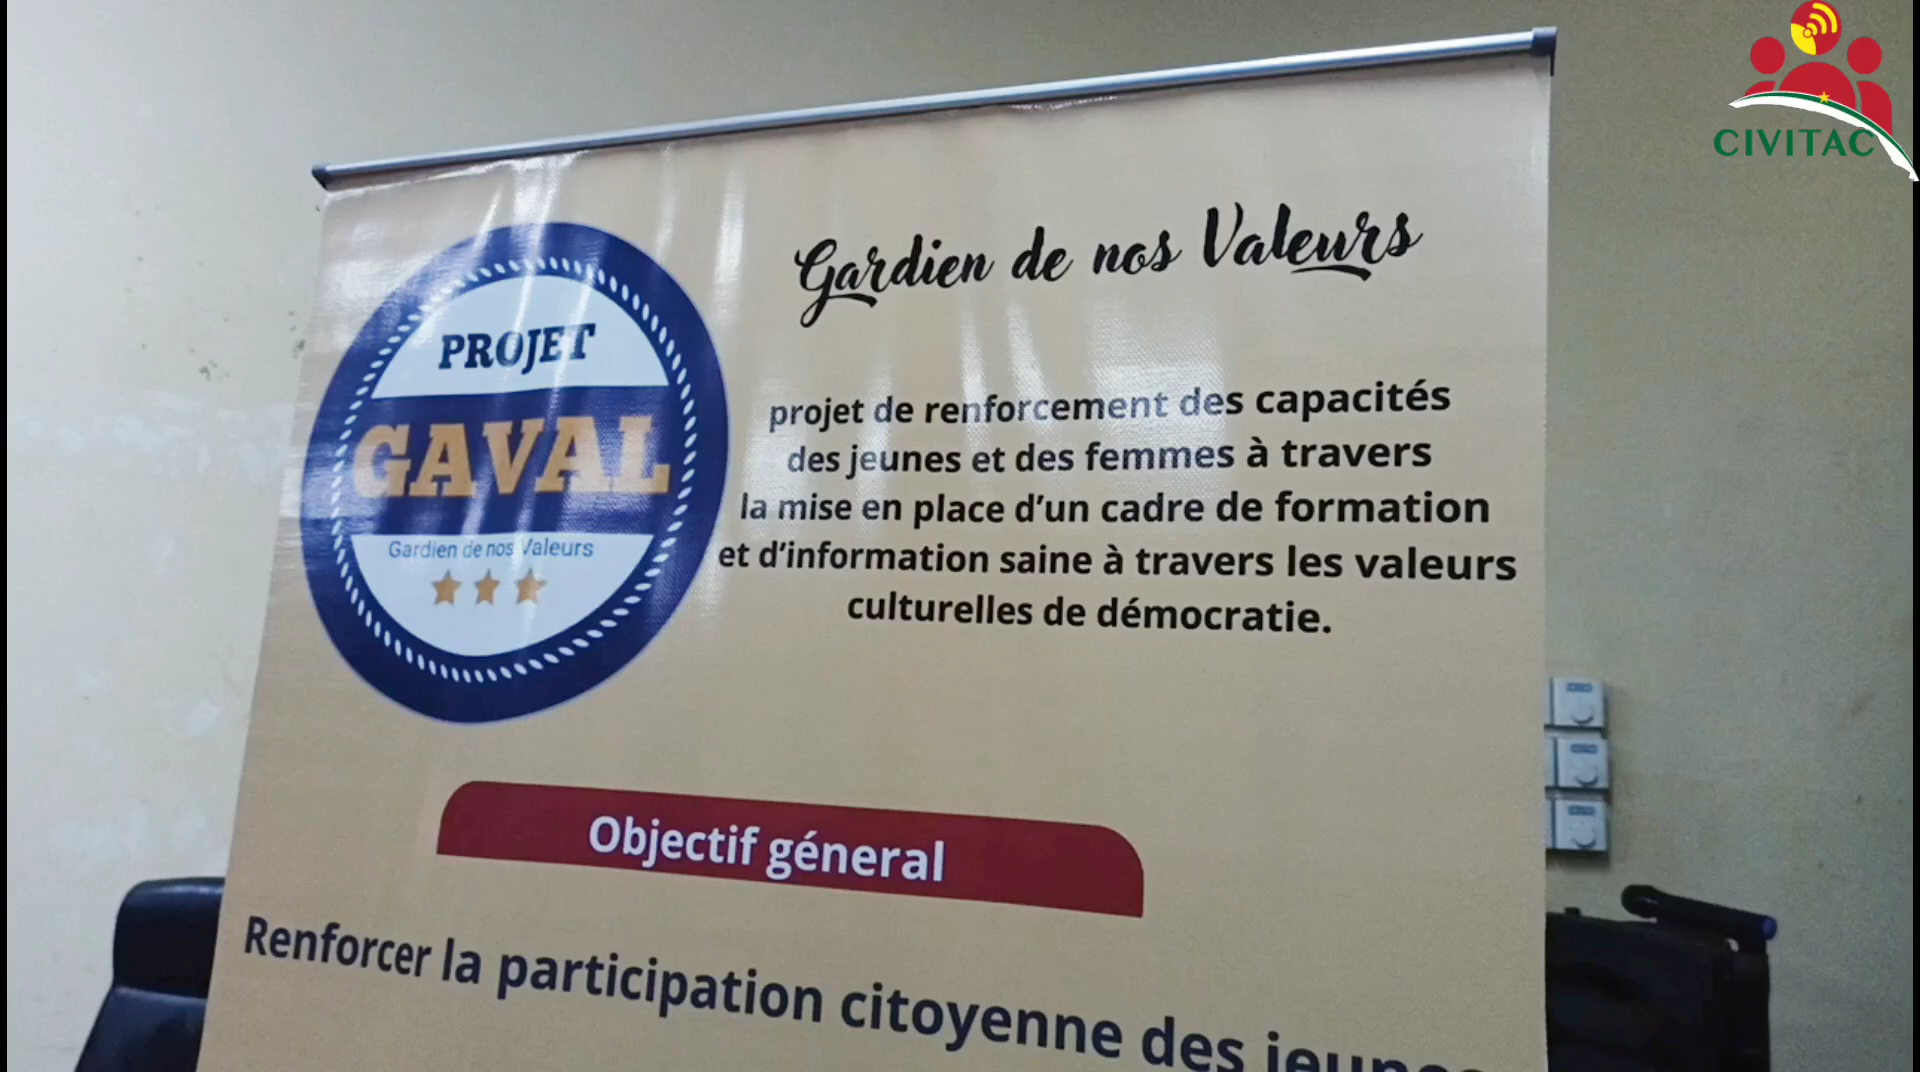 CIVITAC
Gardien de nos Valeurs
PROJET
GAVAL
Gardien de nos Valeurs
projet de renforcement des capacités
des jeunes et des femmes à travers
la mise en place d'un cadre de formation
et d'information saine à travers les valeurs
culturelles de démocratie.
Objectif géneral
Renforcer la participation citoyenne des